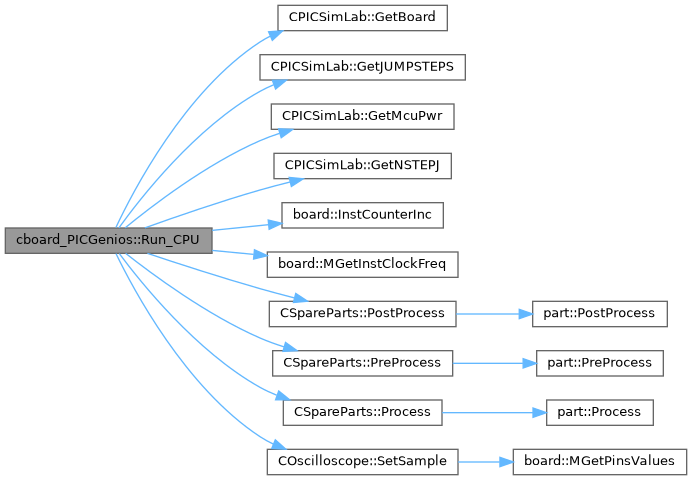 CPICSimLab::GetBoard
CPICSimLab::GetJUMPSTEPS
CPICSimLab::GetMcuPwr
CPICSimLab::GetNSTEPJ
cboard_PICGenios::Run_CPU
board::InstCounterInc
board::MGetInstClockFreq
CSpareParts::PostProcess
part::PostProcess
CSpareParts::PreProcess
part::PreProcess
CSpareParts::Process
part::Process
COscilloscope::SetSample
board::MGetPinsValues